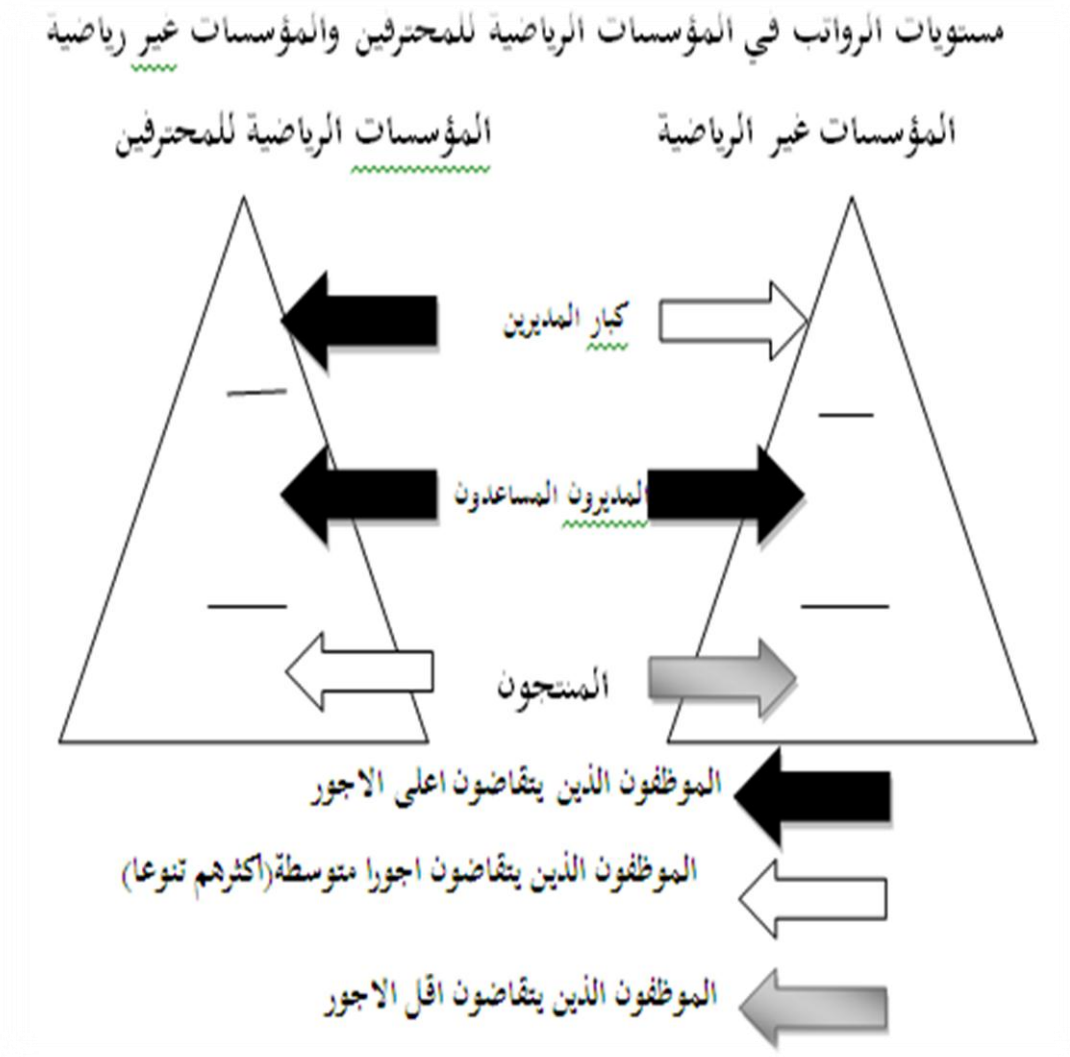 مستويات الرواتب في المؤسسات الرياضية للمحترفين والمؤسسات غير رياضية
المؤسسات غير الرياضية
المؤسسات الرياضية للمحترفين
كبار المديرين
المديرون المساعدون
المنتجون
الموظفون الذين يتقاضون اعلى الاجور
الموظفون الذين يتقاضون اجورا متوسطة(اكثرهم تنوعا)
الموظفون الذين يتقاضون اقل الاجور